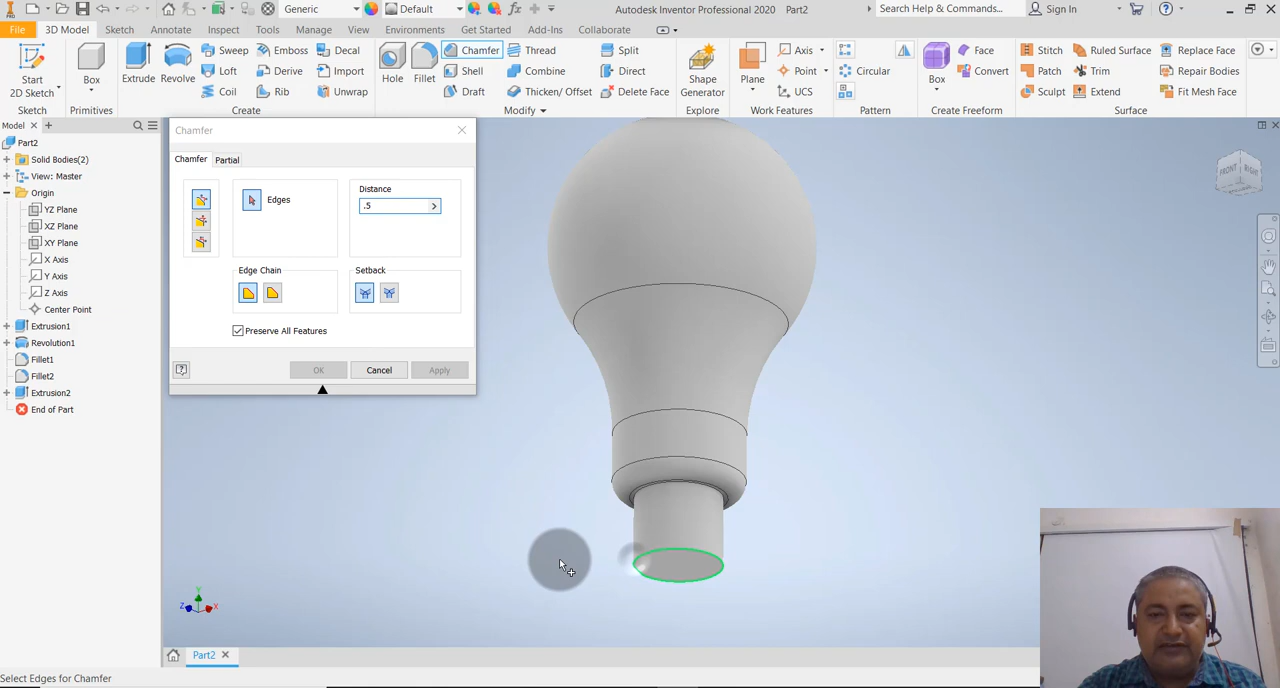 Generic
Default
Autodesk Inventor Professional 2020 Part2
Search Help & Commands...
Sign In
File
3D Model
Sketch
Annotate
Inspect
Tools
Manage
View
Environments
Get Started
Add-Ins
Collaborate
Start
2D Sketch
Box
Extrude
Revolve
Sweep
Emboss
Decal
Loft
Derive
Import
Coil
Rib
Unwrap
Hole
Fillet
Chamfer
Thread
Split
Shell
Combine
Direct
Draft
Thicken/ Offset
Delete Face
Shape
Generator
Plane
Axis
Point
UCS
Circular
Box
Face
Convert
Stitch
Ruled Surface
Replace Face
Patch
Trim
Repair Bodies
Sculpt
Extend
Fit Mesh Face
Sketch
Primitives
Create
Modify
Explore
Work Features
Pattern
Create Freeform
Surface
Model
Part2
Solid Bodies(2)
View: Master
Origin
YZ Plane
XZ Plane
XY Plane
X Axis
Y Axis
Z Axis
Center Point
Extrusion1
Revolution1
Fillet1
Fillet2
Extrusion2
End of Part
Chamfer
Chamfer
Partial
Edges
Distance
.5
Edge Chain
Setback
Preserve All Features
OK
Cancel
Apply
FRONT
RIGHT
Y
Z
X
Part2
Select Edges for Chamfer